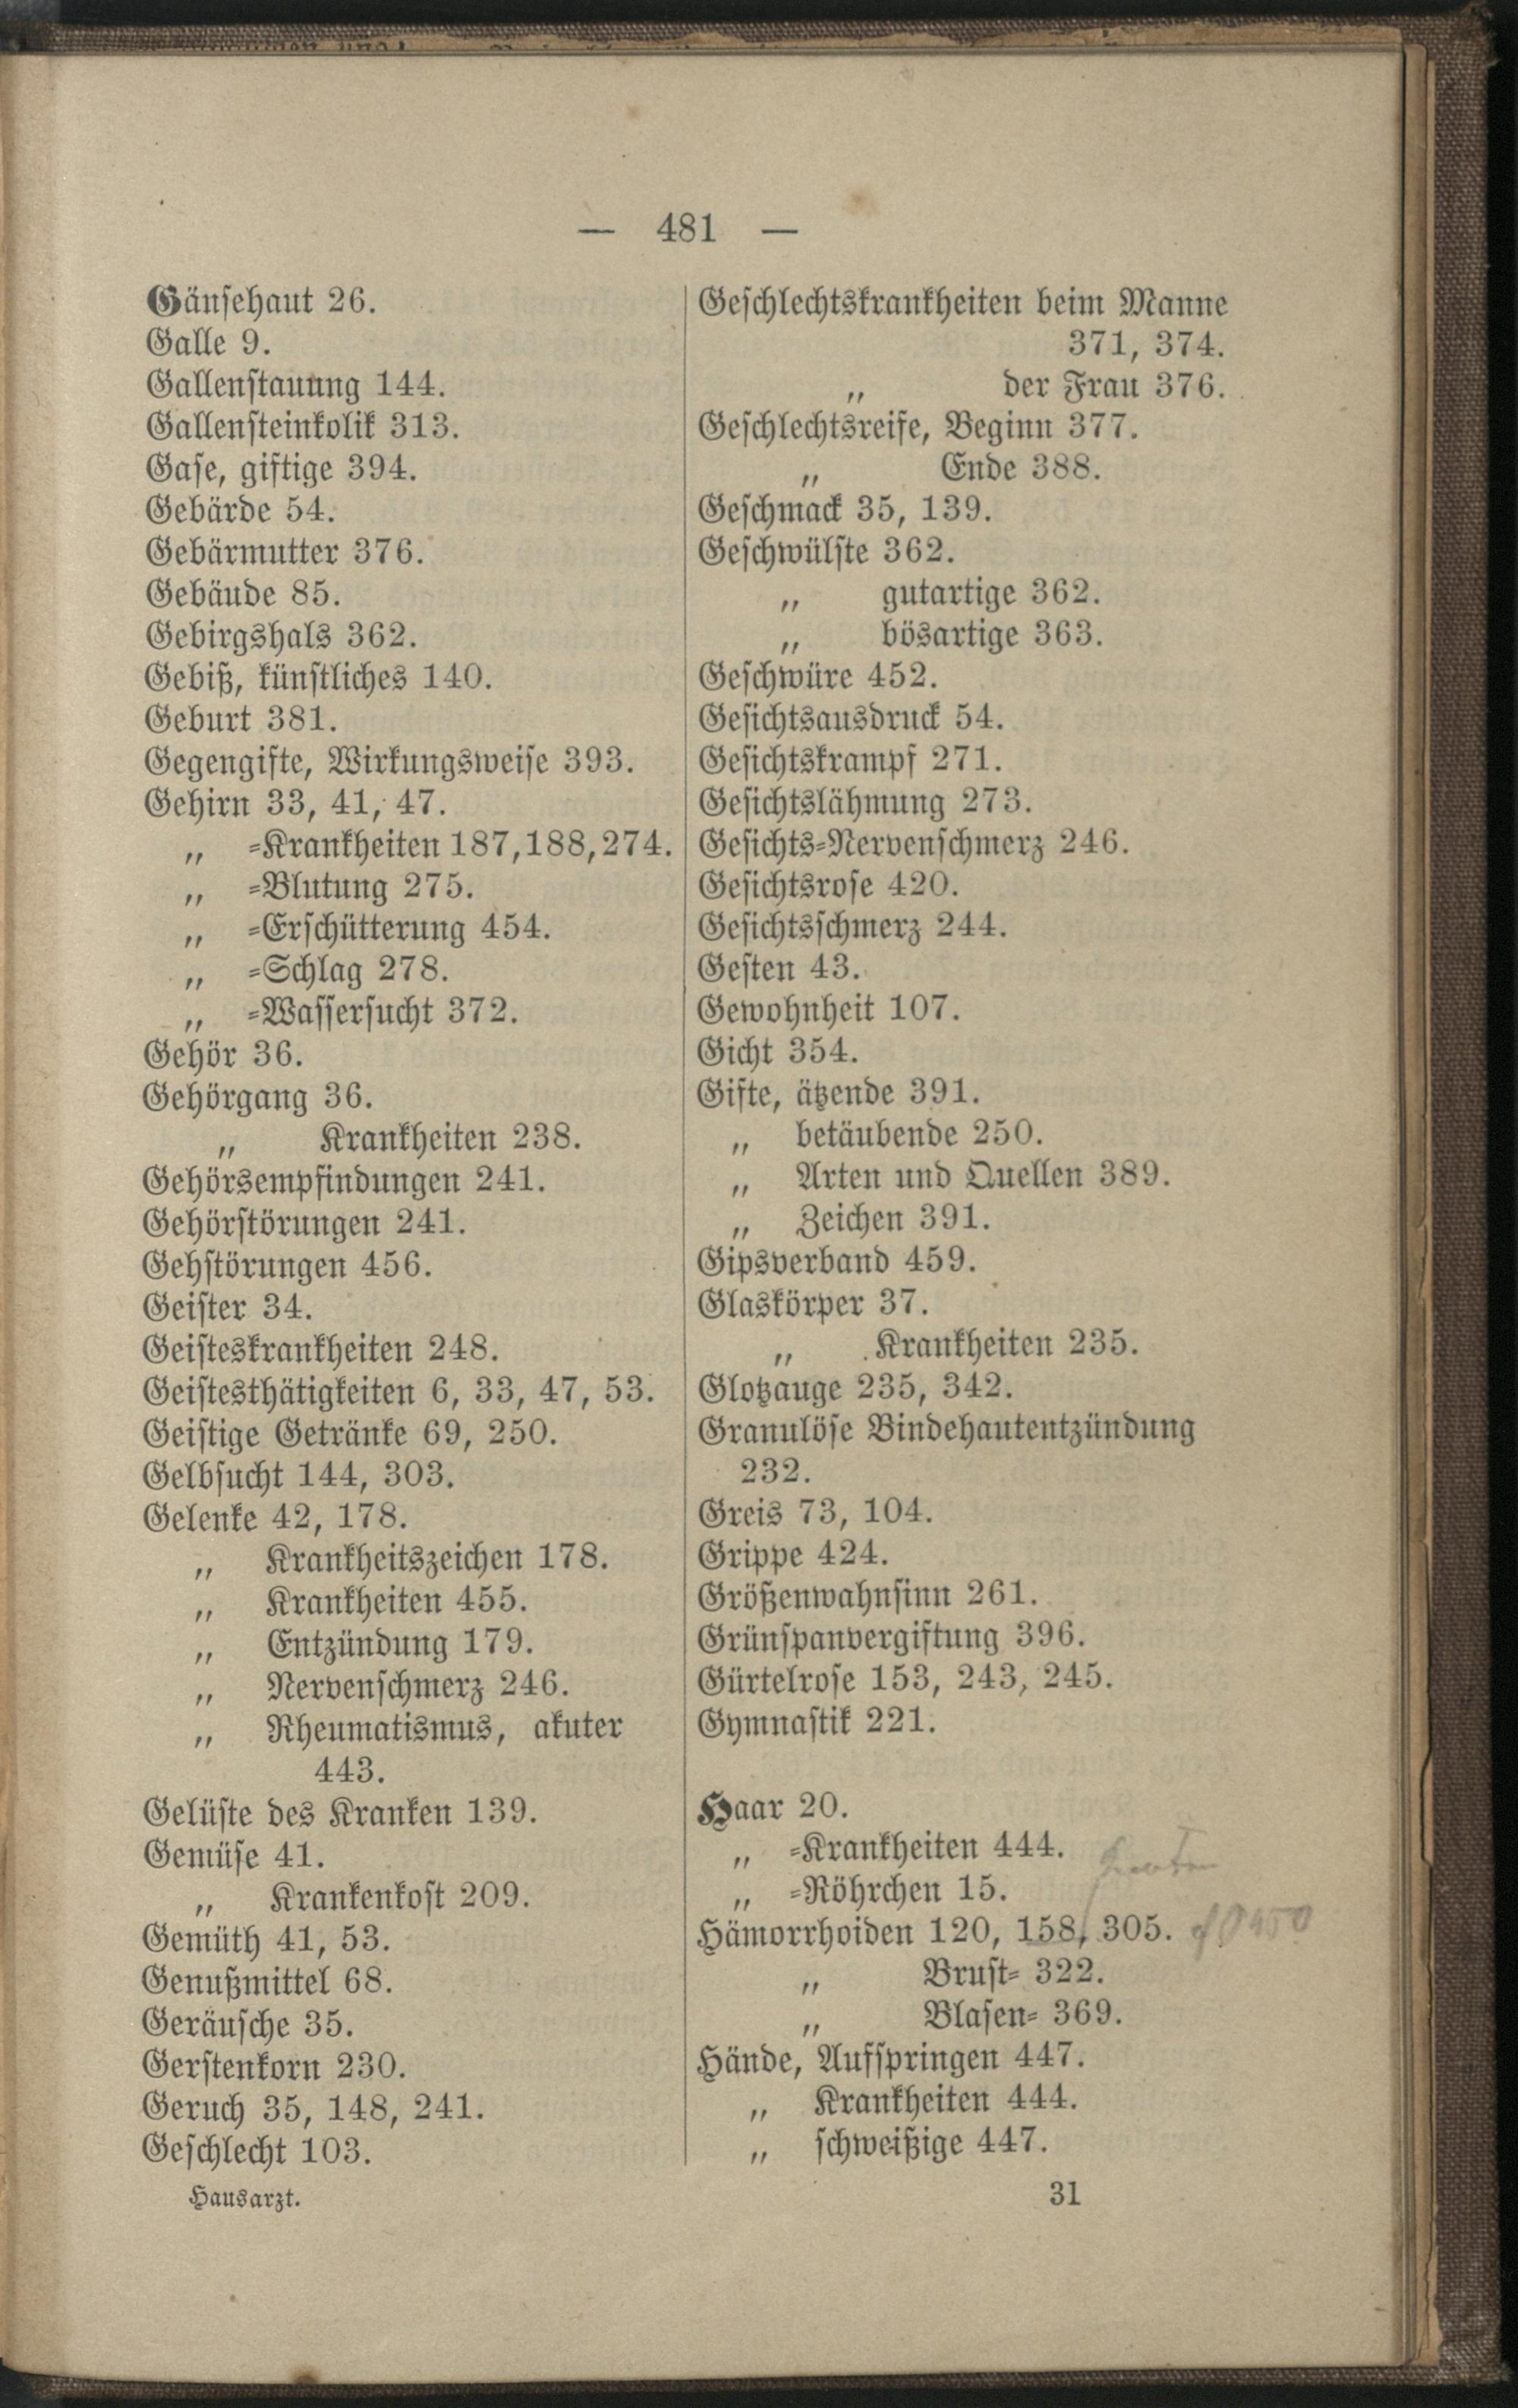 — 481 —
Gänsehaut 26.
Galle 9.
Gallenstauung 144.
Gallensteinkolik 313.
Gase, giftige 394.
Gebärde 54.
Gebärmutter 376.
Gebäude 85.
Gebirgshals 362.
Gebiß, künstliches 140.
Geburt 381.
Gegengifte, Wirkungsweise 393.
Gehirn 33, 41, 47.
„ =Krankheiten 187, 188, 274.
„ =Blutung 275.
„ =Erschütterung 454.
„ =Schlag 278.
„ =Wassersucht 372.
Gehör 36.
Gehörgang 36.
„ Krankheiten 238.
Gehörsempfindungen 241.
Gehörstörungen 241.
Gehstörungen 456.
Geister 34.
Geisteskrankheiten 248.
Geistesthätigkeiten 6, 33, 47, 53.
Geistige Getränke 69, 250.
Gelbsucht 144, 303.
Gelenke 42, 178.
„ Krankheitszeichen 178.
„ Krankheiten 455.
„ Entzündung 179.
„ Nervenschmerz 246.
„ Rheumatismus, akuter
443.
Gelüste des Kranken 139.
Gemüse 41.
„ Krankenkost 209.
Gemüth 41, 53.
Genußmittel 68.
Geräusche 35.
Gerstenkorn 230.
Geruch 35, 148, 241.
Geschlecht 103.
Geschlechtskrankheiten beim Manne
371, 374.
„ der Frau 376.
Geschlechtsreife, Beginn 377.
„ Ende 388.
Geschmack 35, 139.
Geschwülste 362.
„ gutartige 362.
„ bösartige 363.
Geschwüre 452.
Gesichtsausdruck 54.
Gesichtskrampf 271.
Gesichtslähmung 273.
Gesichts=Nervenschmerz 246.
Gesichtsrose 420.
Gesichtsschmerz 244.
Gesten 43.
Gewohnheit 107.
Gicht 354.
Gifte, ätzende 391.
„ betäubende 250.
„ Arten und Quellen 389.
„ Zeichen 391.
Gipsverband 459.
Glaskörper 37.
„ Krankheiten 235.
Glotzauge 235, 342.
Granulöse Bindehautentzündung
232.
Greis 73, 104.
Grippe 424.
Größenwahnsinn 261.
Grünspanvergiftung 396.
Gürtelrose 153, 243, 245.
Gymnastik 221.
Haar 20.
„ =Krankheiten 444.
„ =Röhrchen 15.
Hämorrhoiden 120, 158, 305.
„ Brust= 322.
„ Blasen= 369.
Hände, Aufspringen 447.
„ Krankheiten 444.
„ schweißige 447.
Hausarzt.
31